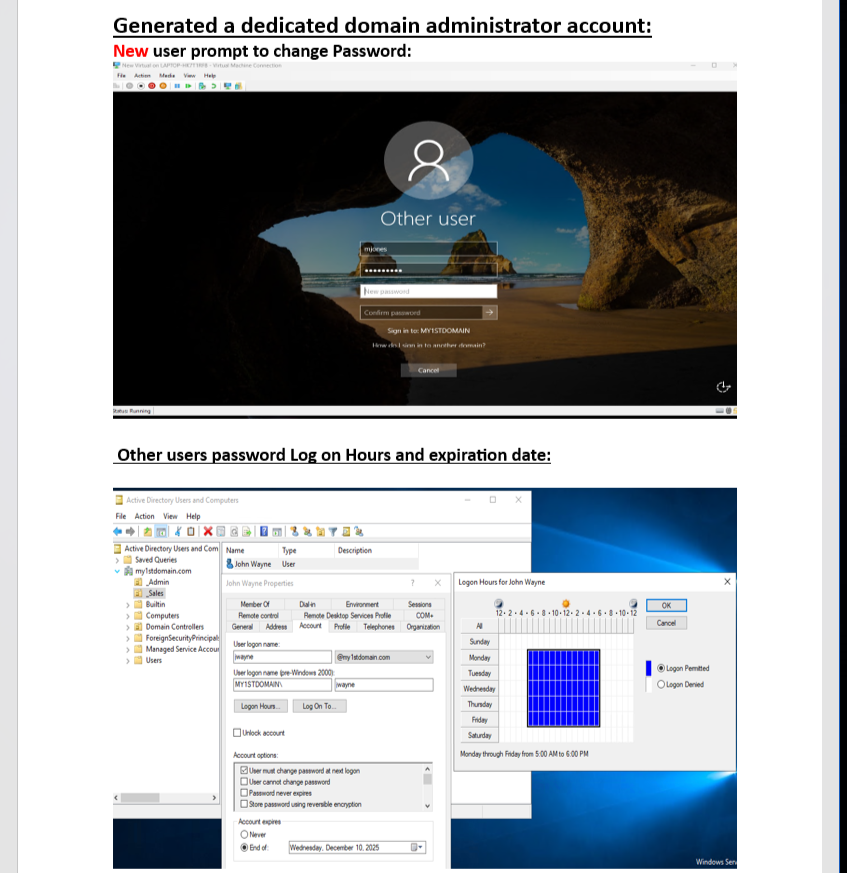 Generated a dedicated domain administrator account:
New user prompt to change Password:
New Virtual on LAPTOP-HA7T1RR8 - Virtual Machine Connection
File Action Media View Help
Other user
mjones
New password
Confirm password
Sign in to: MY1STDOMAIN
How do I sign in to another domain?
Cancel
Status: Running
Other users password Log on Hours and expiration date:
Active Directory Users and Computers
File Action View Help
Active Directory Users and Com
Saved Queries
my1stdomain.com
_Admin
_Sales
Builtin
Computers
Domain Controllers
ForeignSecurityPrincipals
Managed Service Accour
Users
Name Type Description
John Wayne User
John Wayne Properties ? X
Member Of Dial-in Environment Sessions
Remote control Remote Desktop Services Profile COM+
General Address Account Profile Telephones Organization
User logon name:
jwayne @my1stdomain.com
User logon name (pre-Windows 2000):
MY1STDOMAIN\ jwayne
Logon Hours... Log On To...
Unlock account
Account options:
User must change password at next logon
User cannot change password
Password never expires
Store password using reversible encryption
Account expires
Never
End of: Wednesday, December 10, 2025
Logon Hours for John Wayne X
12 · 2 · 4 · 6 · 8 · 10 · 12 · 2 · 4 · 6 · 8 · 10 · 12
All
Sunday
Monday
Tuesday
Wednesday
Thursday
Friday
Saturday
OK
Cancel
Logon Permitted
Logon Denied
Monday through Friday from 5:00 AM to 6:00 PM
Windows Serv